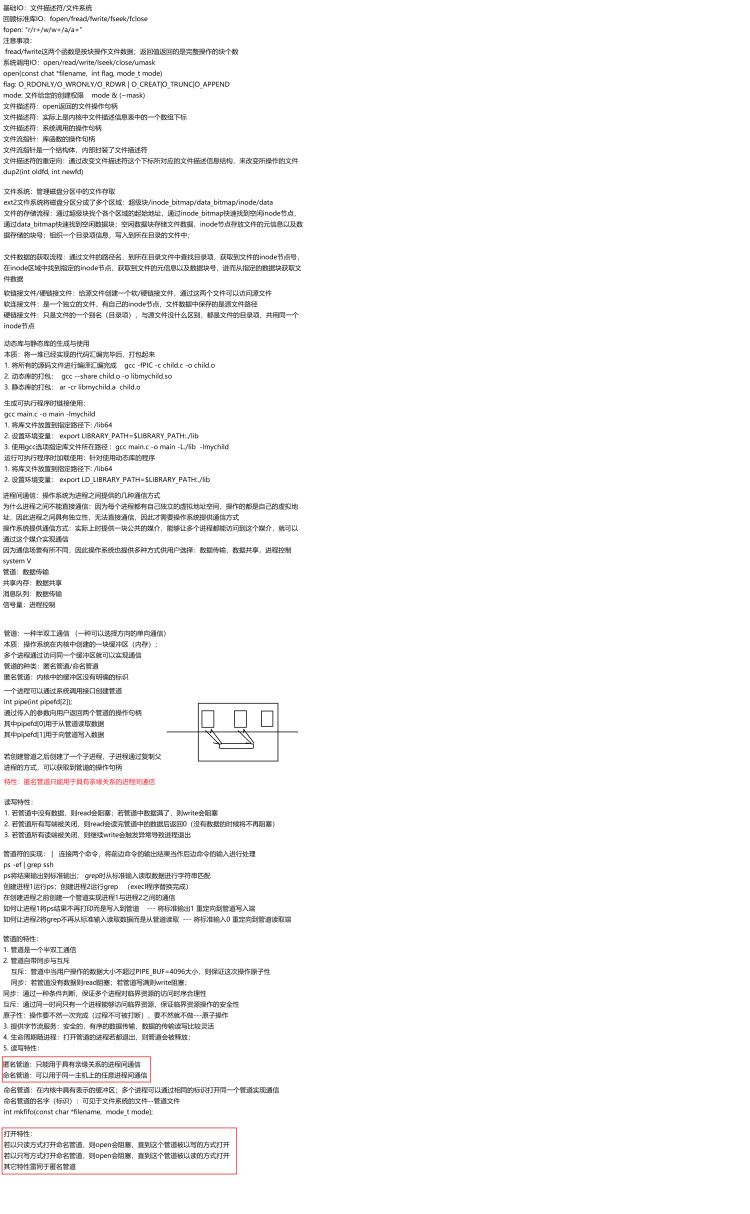 基础IO：文件描述符/文件系统
回顾标准库IO：fopen/fread/fwrite/fseek/fclose
fopen: "r/r+/w/w+/a/a+"
注意事项：
fread/fwrite这两个函数是按块操作文件数据；返回值返回的是完整操作的块个数
系统调用IO：open/read/write/lseek/close/umask
open(const chat *filename, int flag, mode_t mode)
flag: O_RDONLY/O_WRONLY/O_RDWR | O_CREAT|O_TRUNC|O_APPEND
mode: 文件给定的创建权限 mode & (~mask)
文件描述符：open返回的文件操作句柄
文件描述符：实际上是内核中文件描述信息表中的一个数组下标
文件描述符：系统调用的操作句柄
文件流指针：库函数的操作句柄
文件流指针是一个结构体，内部封装了文件描述符
文件描述符的重定向：通过改变文件描述符这个下标所对应的文件描述信息结构，来改变所操作的文件
dup2(int oldfd, int newfd)
文件系统：管理磁盘分区中的文件存取
ext2文件系统将磁盘分区分成了多个区域：超级块/inode_bitmap/data_bitmap/inode/data
文件的存储流程：通过超级块找个各个区域的起始地址，通过inode_bitmap快速找到空闲inode节点，
通过data_bitmap快速找到空闲数据块；空闲数据块存储文件数据，inode节点存放文件的元信息以及数
据存储的块号；组织一个目录项信息，写入到所在目录的文件中；
文件数据的获取流程：通过文件的路径名，到所在目录文件中查找目录项，获取到文件的inode节点号，
在inode区域中找到指定的inode节点，获取到文件的元信息以及数据块号，进而从指定的数据块获取文
件数据
软链接文件/硬链接文件：给源文件创建一个软/硬链接文件，通过这两个文件可以访问源文件
软连接文件：是一个独立的文件，有自己的inode节点，文件数据中保存的是源文件路径
硬链接文件：只是文件的一个别名（目录项），与源文件没什么区别，都是文件的目录项，共用同一个
inode节点
动态库与静态库的生成与使用
本质：将一堆已经实现的代码汇编完毕后，打包起来
1. 将所有的源码文件进行编译汇编完成 gcc -fPIC -c child.c -o child.o
2. 动态库的打包： gcc --share child.o -o libmychild.so
3. 静态库的打包： ar -cr libmychild.a child.o
生成可执行程序时链接使用：
gcc main.c -o main -lmychild
1. 将库文件放置到指定路径下: /lib64
2. 设置环境变量： export LIBRARY_PATH=$LIBRARY_PATH:./lib
3. 使用gcc选项指定库文件所在路径：gcc main.c -o main -L./lib -lmychild
运行可执行程序时加载使用：针对使用动态库的程序
1. 将库文件放置到指定路径下: /lib64
2. 设置环境变量： export LD_LIBRARY_PATH=$LIBRARY_PATH:./lib
进程间通信：操作系统为进程之间提供的几种通信方式
为什么进程之间不能直接通信：因为每个进程都有自己独立的虚拟地址空间，操作的都是自己的虚拟地
址，因此进程之间具有独立性，无法直接通信，因此才需要操作系统提供通信方式
操作系统提供通信方式：实际上时提供一块公共的媒介，能够让多个进程都能访问到这个媒介，就可以
通过这个媒介实现通信
因为通信场景有所不同，因此操作系统也提供多种方式供用户选择：数据传输，数据共享，进程控制
system V
管道：数据传输
共享内存：数据共享
消息队列：数据传输
信号量：进程控制
管道：一种半双工通信 （一种可以选择方向的单向通信）
本质：操作系统在内核中创建的一块缓冲区（内存）；
多个进程通过访问同一个缓冲区就可以实现通信
管道的种类：匿名管道/命名管道
匿名管道：内核中的缓冲区没有明确的标识
一个进程可以通过系统调用接口创建管道
int pipe(int pipefd[2]);
通过传入的参数向用户返回两个管道的操作句柄
其中pipefd[0]用于从管道读取数据
其中pipefd[1]用于向管道写入数据
若创建管道之后创建了一个子进程，子进程通过复制父
进程的方式，可以获取到管道的操作句柄
特性：匿名管道只能用于具有亲缘关系的进程间通信
读写特性：
1. 若管道中没有数据，则read会阻塞；若管道中数据满了，则write会阻塞
2. 若管道所有写端被关闭，则read会读完管道中的数据后返回0（没有数据的时候将不再阻塞）
3. 若管道所有读端被关闭，则继续write会触发异常导致进程退出
管道符的实现： | 连接两个命令，将前边命令的输出结果当作后边命令的输入进行处理
ps -ef | grep ssh
ps将结果输出到标准输出； grep时从标准输入读取数据进行字符串匹配
创建进程1运行ps；创建进程2运行grep （execl程序替换完成）
在创建进程之前创建一个管道实现进程1与进程2之间的通信
如何让进程1将ps结果不再打印而是写入到管道 --- 将标准输出1 重定向到管道写入端
如何让进程2将grep不再从标准输入读取数据而是从管道读取 --- 将标准输入0 重定向到管道读取端
管道的特性：
1. 管道是一个半双工通信
2. 管道自带同步与互斥
互斥：管道中当用户操作的数据大小不超过PIPE_BUF=4096大小，则保证这次操作原子性
同步：若管道没有数据则read阻塞；若管道写满则write阻塞；
同步：通过一种条件判断，保证多个进程对临界资源的访问时序合理性
互斥：通过同一时间只有一个进程能够访问临界资源，保证临界资源操作的安全性
原子性：操作要不然一次完成（过程不可被打断），要不然就不做---原子操作
3. 提供字节流服务：安全的、有序的数据传输，数据的传输读写比较灵活
4. 生命周期随进程：打开管道的进程若都退出，则管道会被释放；
5. 读写特性：
匿名管道：只能用于具有亲缘关系的进程间通信
命名管道：可以用于同一主机上的任意进程间通信
命名管道：在内核中具有表示的缓冲区；多个进程可以通过相同的标识打开同一个管道实现通信
命名管道的名字（标识）：可见于文件系统的文件--管道文件
int mkfifo(const char *filename, mode_t mode);
打开特性：
若以只读方式打开命名管道，则open会阻塞，直到这个管道被以写的方式打开
若以只写方式打开命名管道，则open会阻塞，直到这个管道被以读的方式打开
其它特性雷同于匿名管道